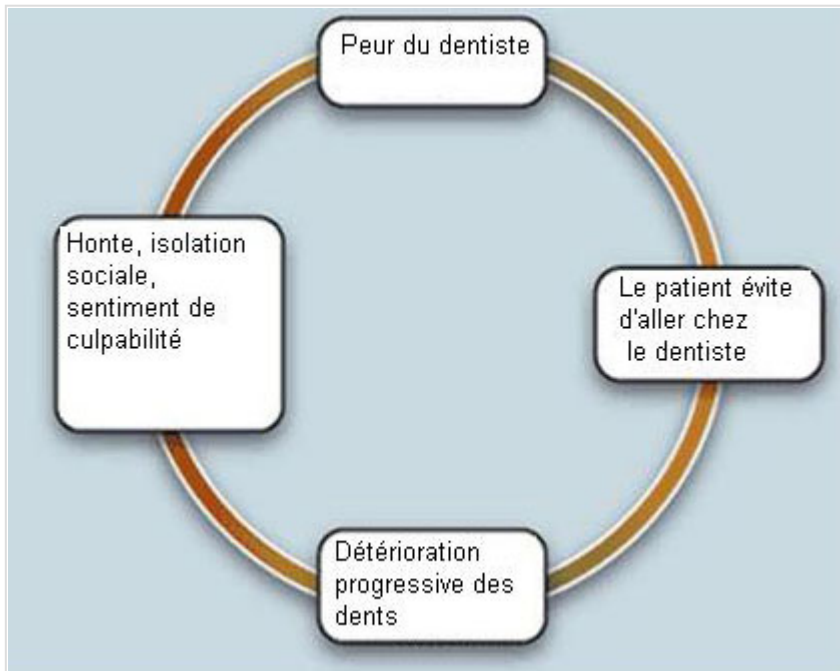 Peur du dentiste
Le patient évite
d'aller chez
le dentiste
Détérioration
progressive des
dents
Honte, isolation
sociale,
sentiment de
culpabilité